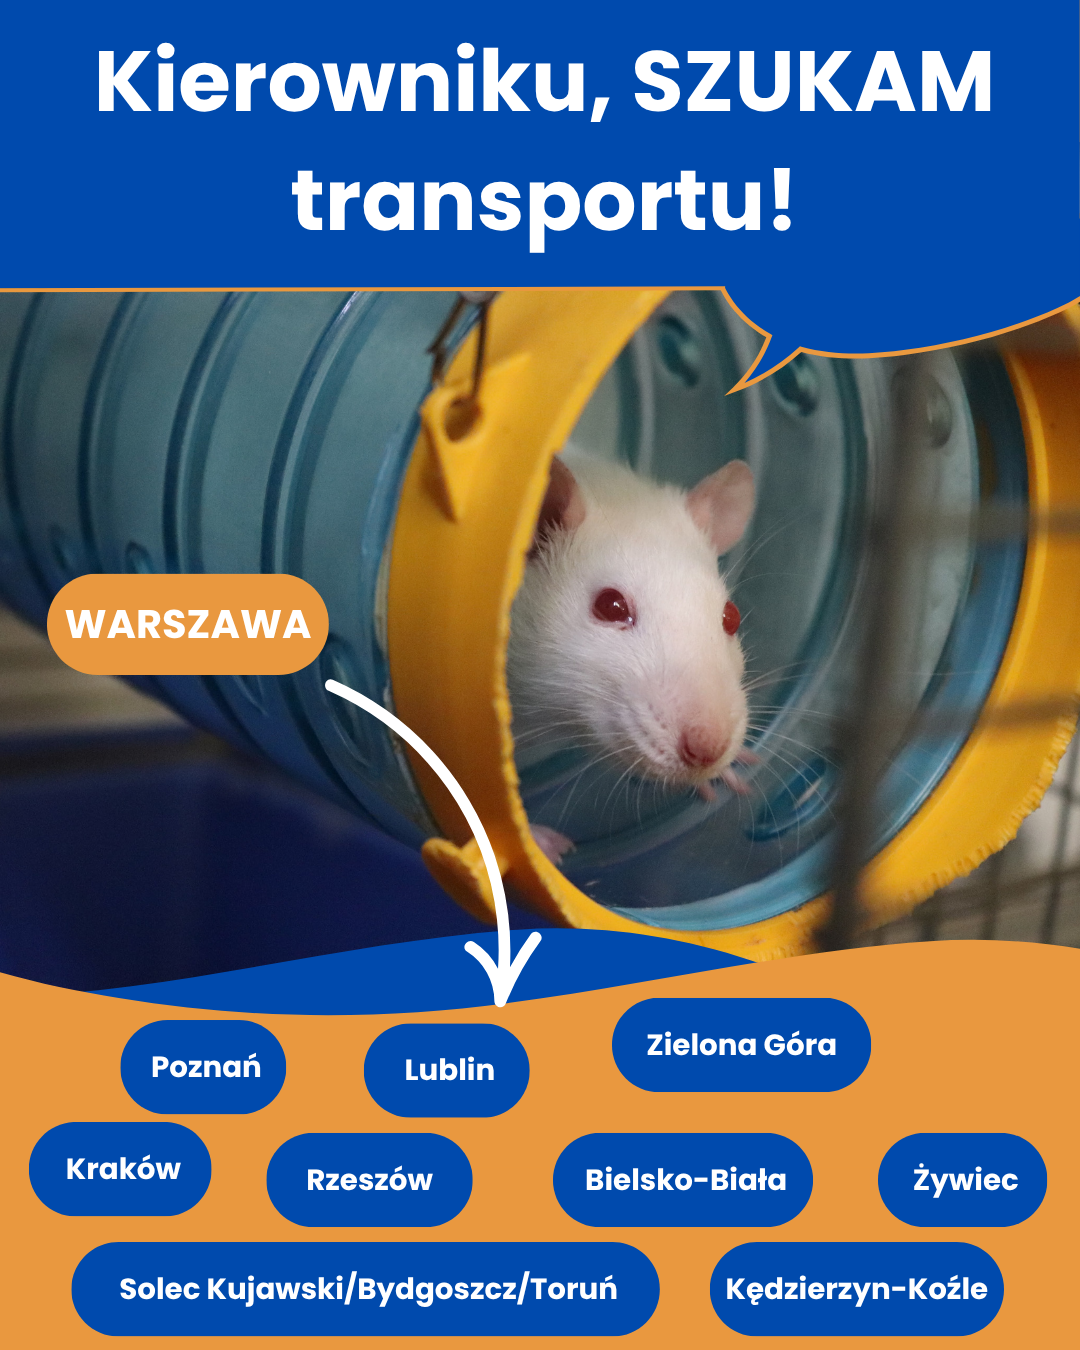 Kierowniku, SZUKAM
transportu!
WARSZAWA
Poznań
Lublin
Zielona Góra
Kraków
Rzeszów
Bielsko-Biała
Żywiec
Solec Kujawski/Bydgoszcz/Toruń
Kędzierzyn-Koźle